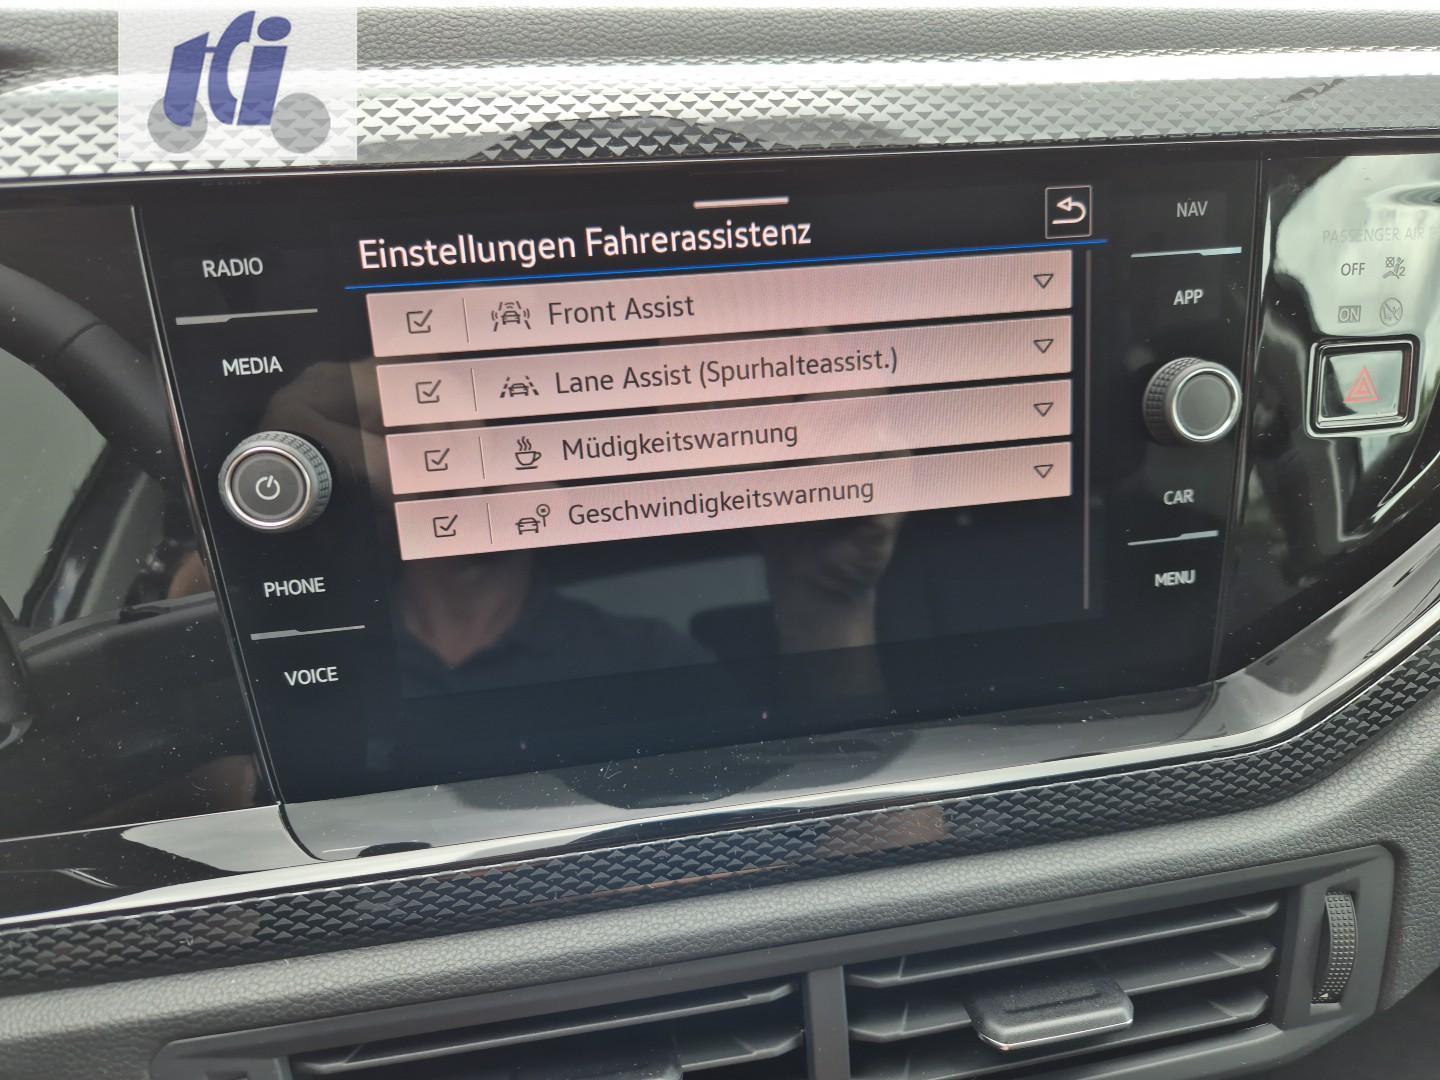 tCi
RADIO
MEDIA
PHONE
VOICE
Einstellungen Fahrerassistenz
Front Assist
Lane Assist (Spurhalteassist.)
Müdigkeitswarnung
Geschwindigkeitswarnung
NAV
APP
CAR
MENU
PASSENGER AIR
OFF
ON